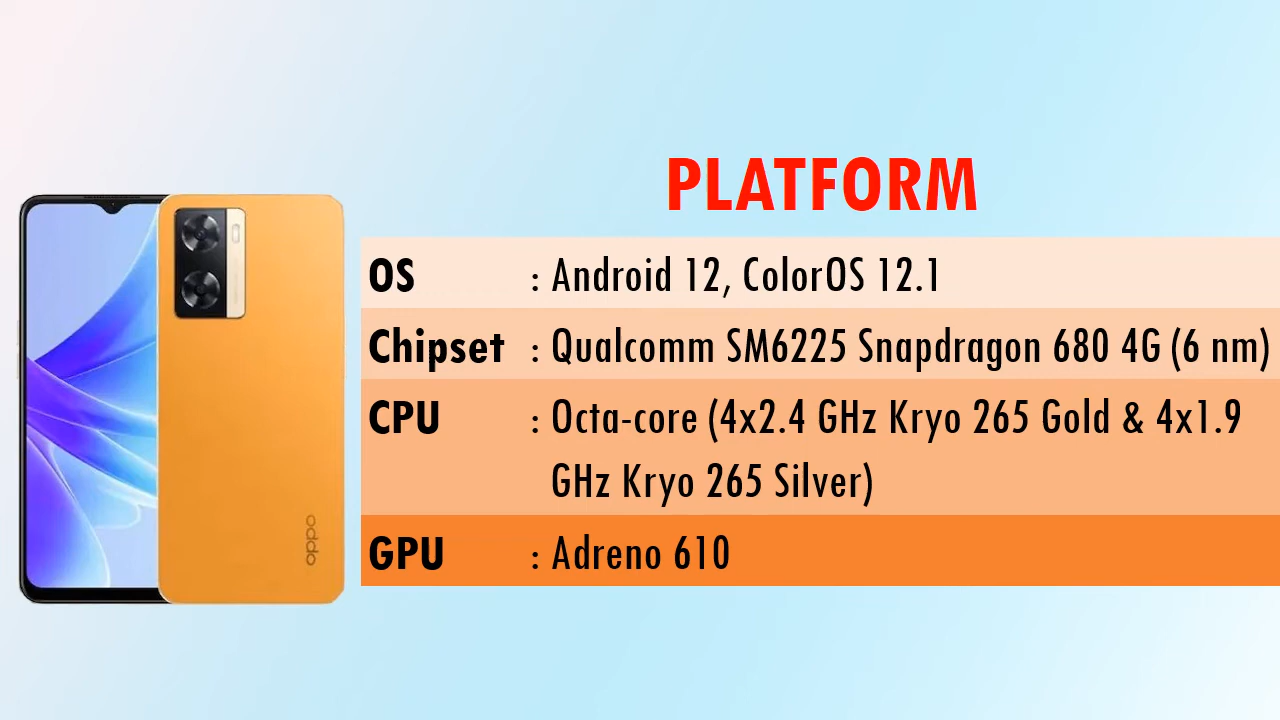 PLATFORM
OS : Android 12, ColorOS 12.1
Chipset : Qualcomm SM6225 Snapdragon 680 4G (6 nm)
CPU : Octa-core (4x2.4 GHz Kryo 265 Gold & 4x1.9
GHz Kryo 265 Silver)
GPU : Adreno 610
oppo